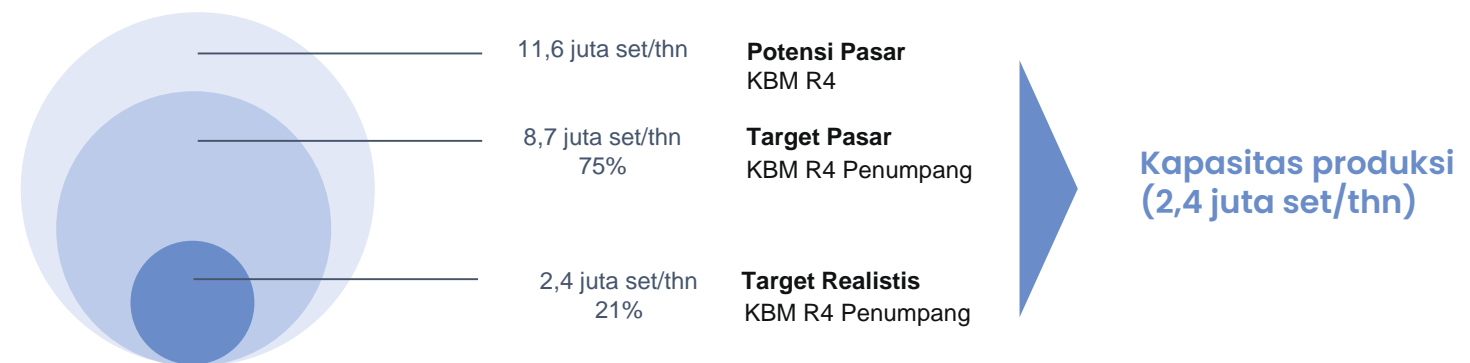 11,6 juta set/thn
Potensi Pasar
KBM R4
8,7 juta set/thn
75%
Target Pasar
KBM R4 Penumpang
2,4 juta set/thn
21%
Target Realistis
KBM R4 Penumpang
Kapasitas produksi
(2,4 juta set/thn)